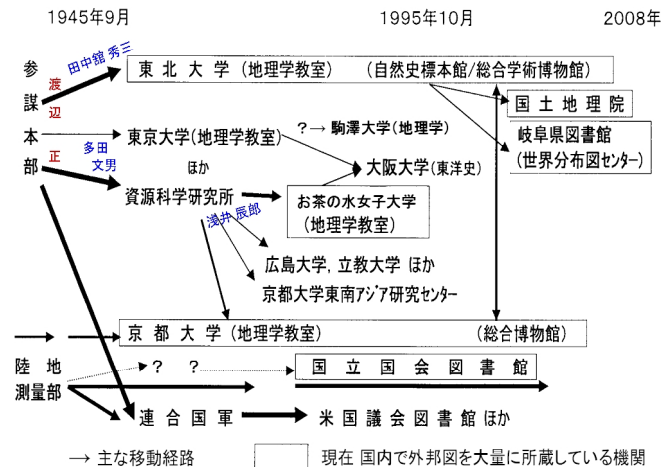 1945年9月 1995年10月 2008年
参謀本部
渡辺 正
田中舘 秀三
東北大学(地理学教室) (自然史標本館/総合学術博物館)
国土地理院
岐阜県図書館
(世界分布図センター)
東京大学(地理学教室)
?→ 駒澤大学(地理学)
多田
文男
ほか
大阪大学(東洋史)
資源科学研究所
お茶の水女子大学
(地理学教室)
浅井 辰郎
広島大学, 立教大学 ほか
京都大学東南アジア研究センター
京都大学(地理学教室) (総合博物館)
陸地
測量部
? ?
国立国会図書館
連合国軍
米国議会図書館 ほか
→ 主な移動経路
現在 国内で外邦図を大量に所蔵している機関